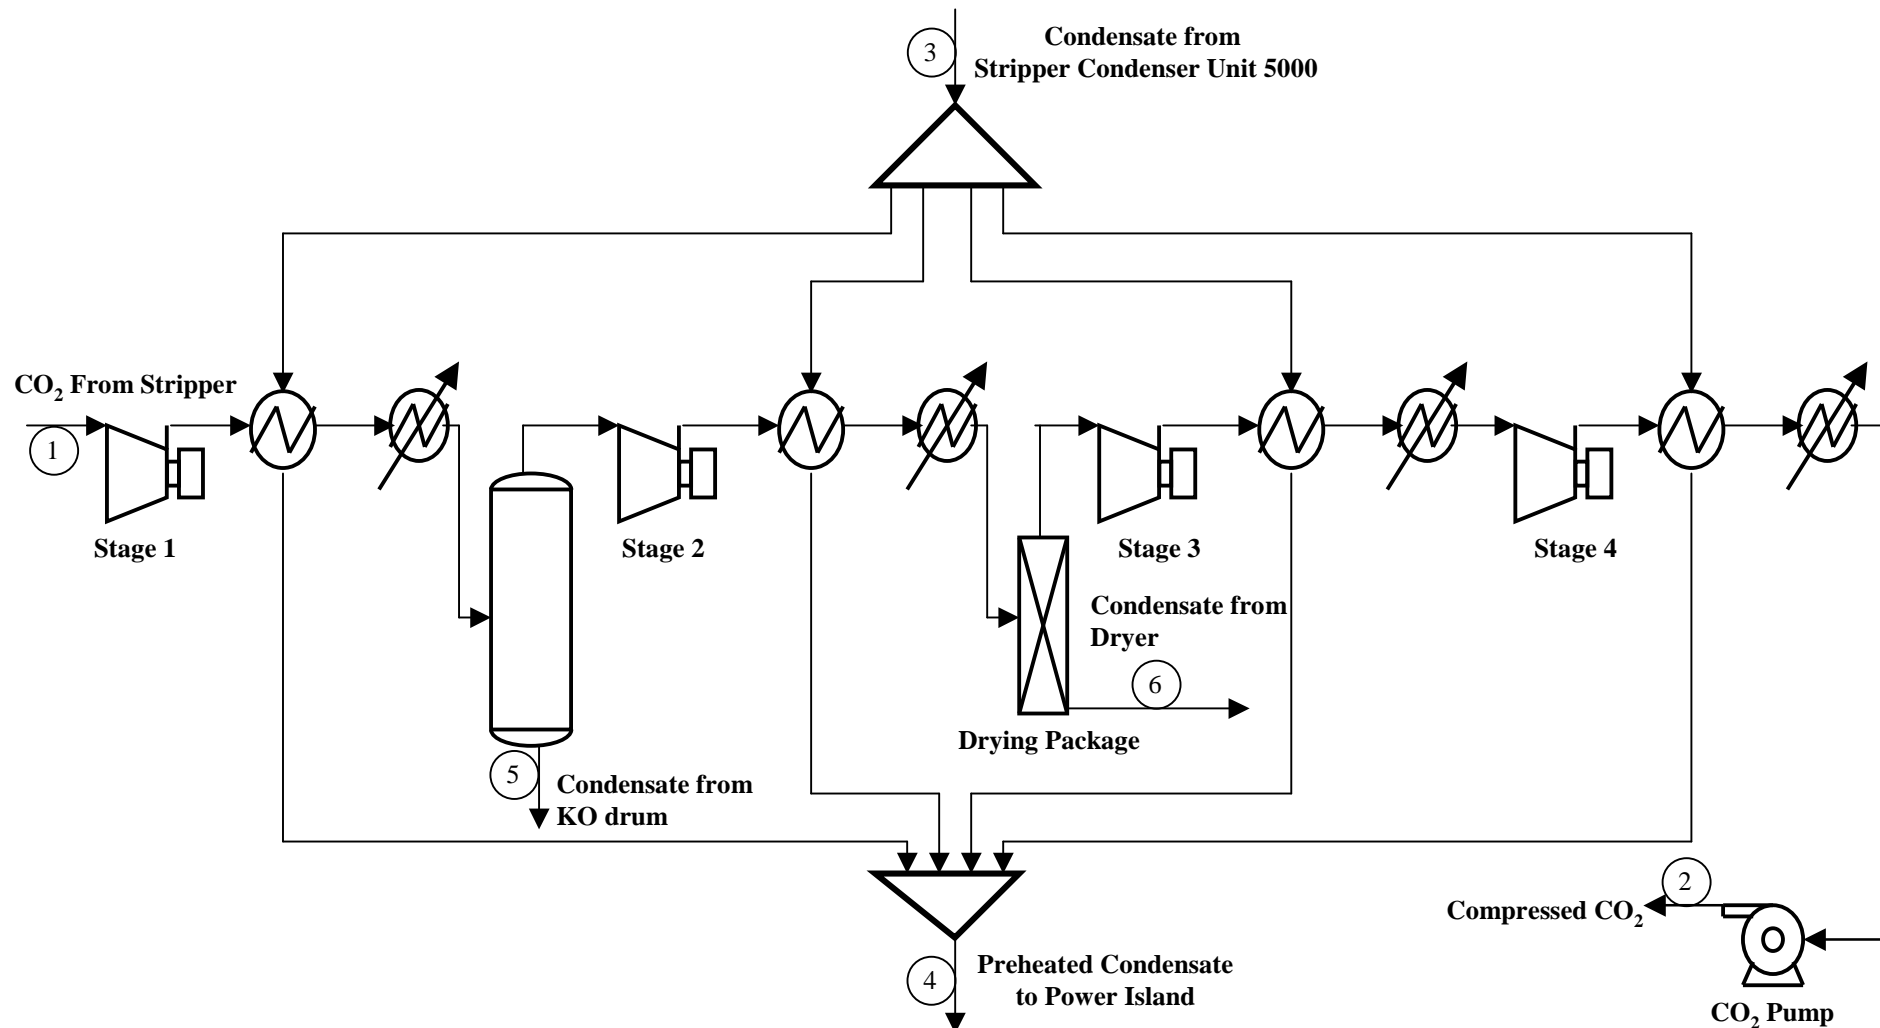 3
Condensate from
Stripper Condenser Unit 5000
CO₂ From Stripper
1
Stage 1
Stage 2
Stage 3
Stage 4
Condensate from
Dryer
6
Drying Package
5
Condensate from
KO drum
2
Compressed CO₂
4
Preheated Condensate
to Power Island
CO₂ Pump